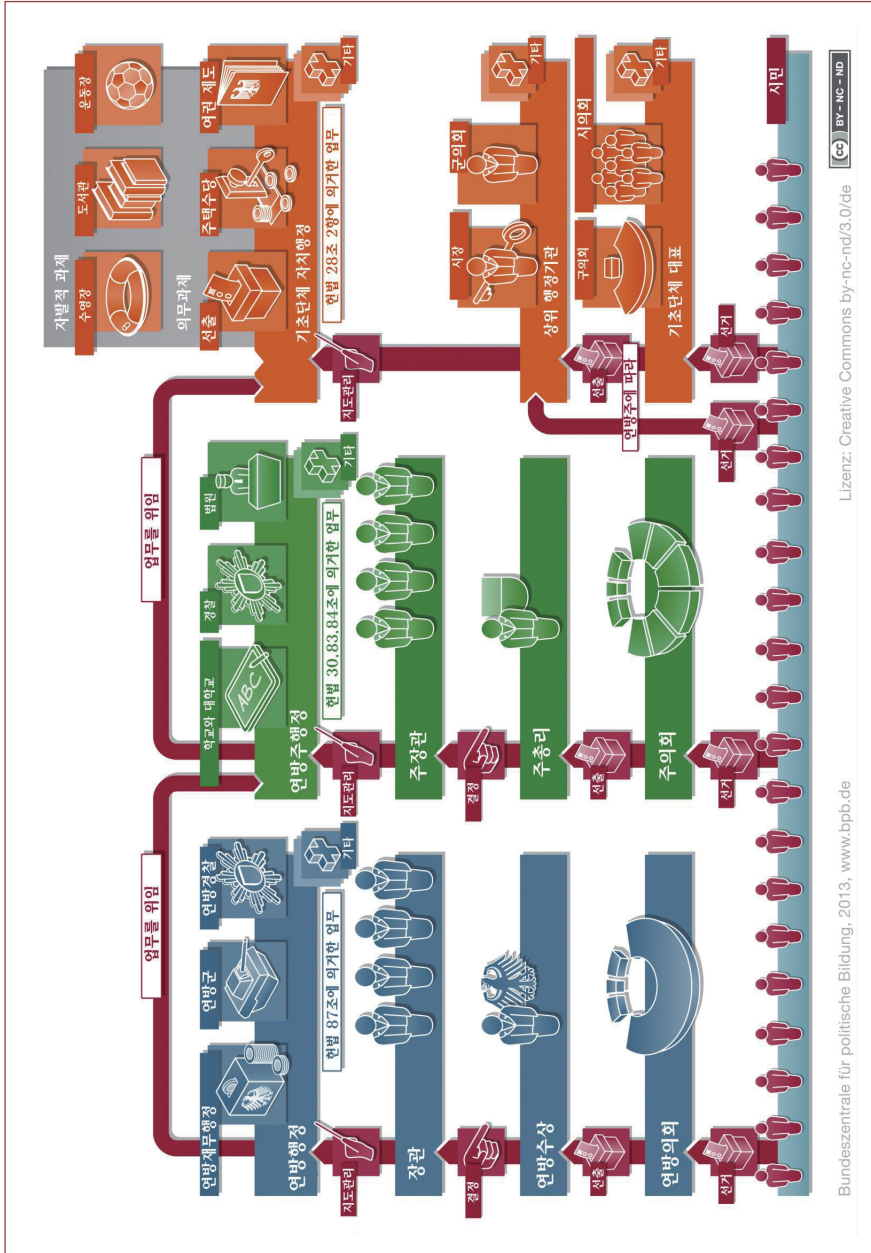 업무를 위임
업무를 위임
연방재무행정
연방군
연방경찰
기타
연방행정
헌법 87조에 의거한 업무
지도관리
장관
결정
연방수상
선출
연방의회
선거
학교와 대학교
ABC
경찰
법원
기타
연방주행정
헌법 30,83,84조에 의거한 업무
지도관리
주장관
결정
주총리
선출
주의회
선거
자발적 과제
수영장
도서관
운동장
의무과제
선출
주택수당
여권 제도
기타
기초단체 자치행정
헌법 28조 2항에 의거한 업무
지도관리
시장
군의회
기타
상위 행정기관
선출
연방주에 따라
구의회
시의회
기타
기초단체 대표
선거
선거
시민
Bundeszentrale für politische Bildung, 2013, www.bpb.de
Lizenz: Creative Commons by-nc-nd/3.0/de
cc BY - NC - ND